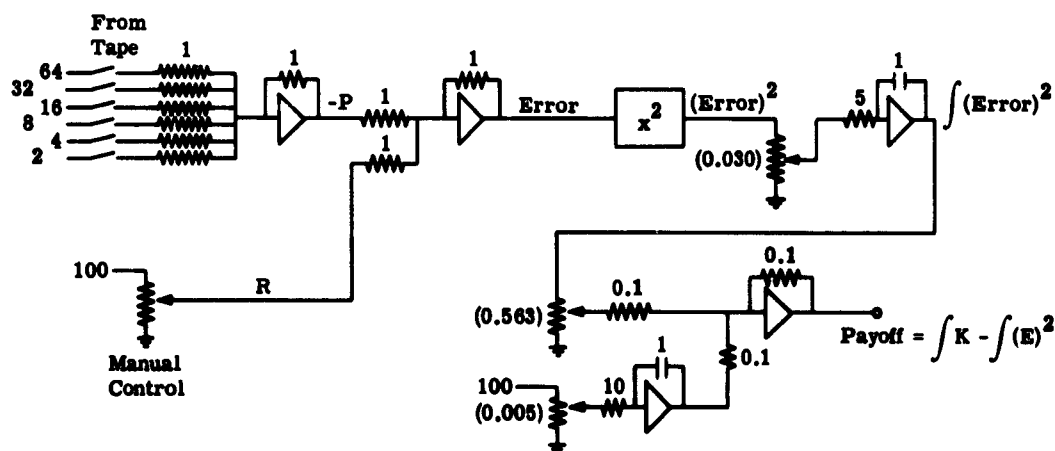 From
Tape
64
32
16
8
4
2
1
1
-P
1
1
1
Error
x²
(Error)²
(0.030)
5
1
∫(Error)²
100
R
Manual
Control
(0.563)
0.1
0.1
0.1
Payoff = ∫K - ∫(E)²
100
(0.005)
10
1